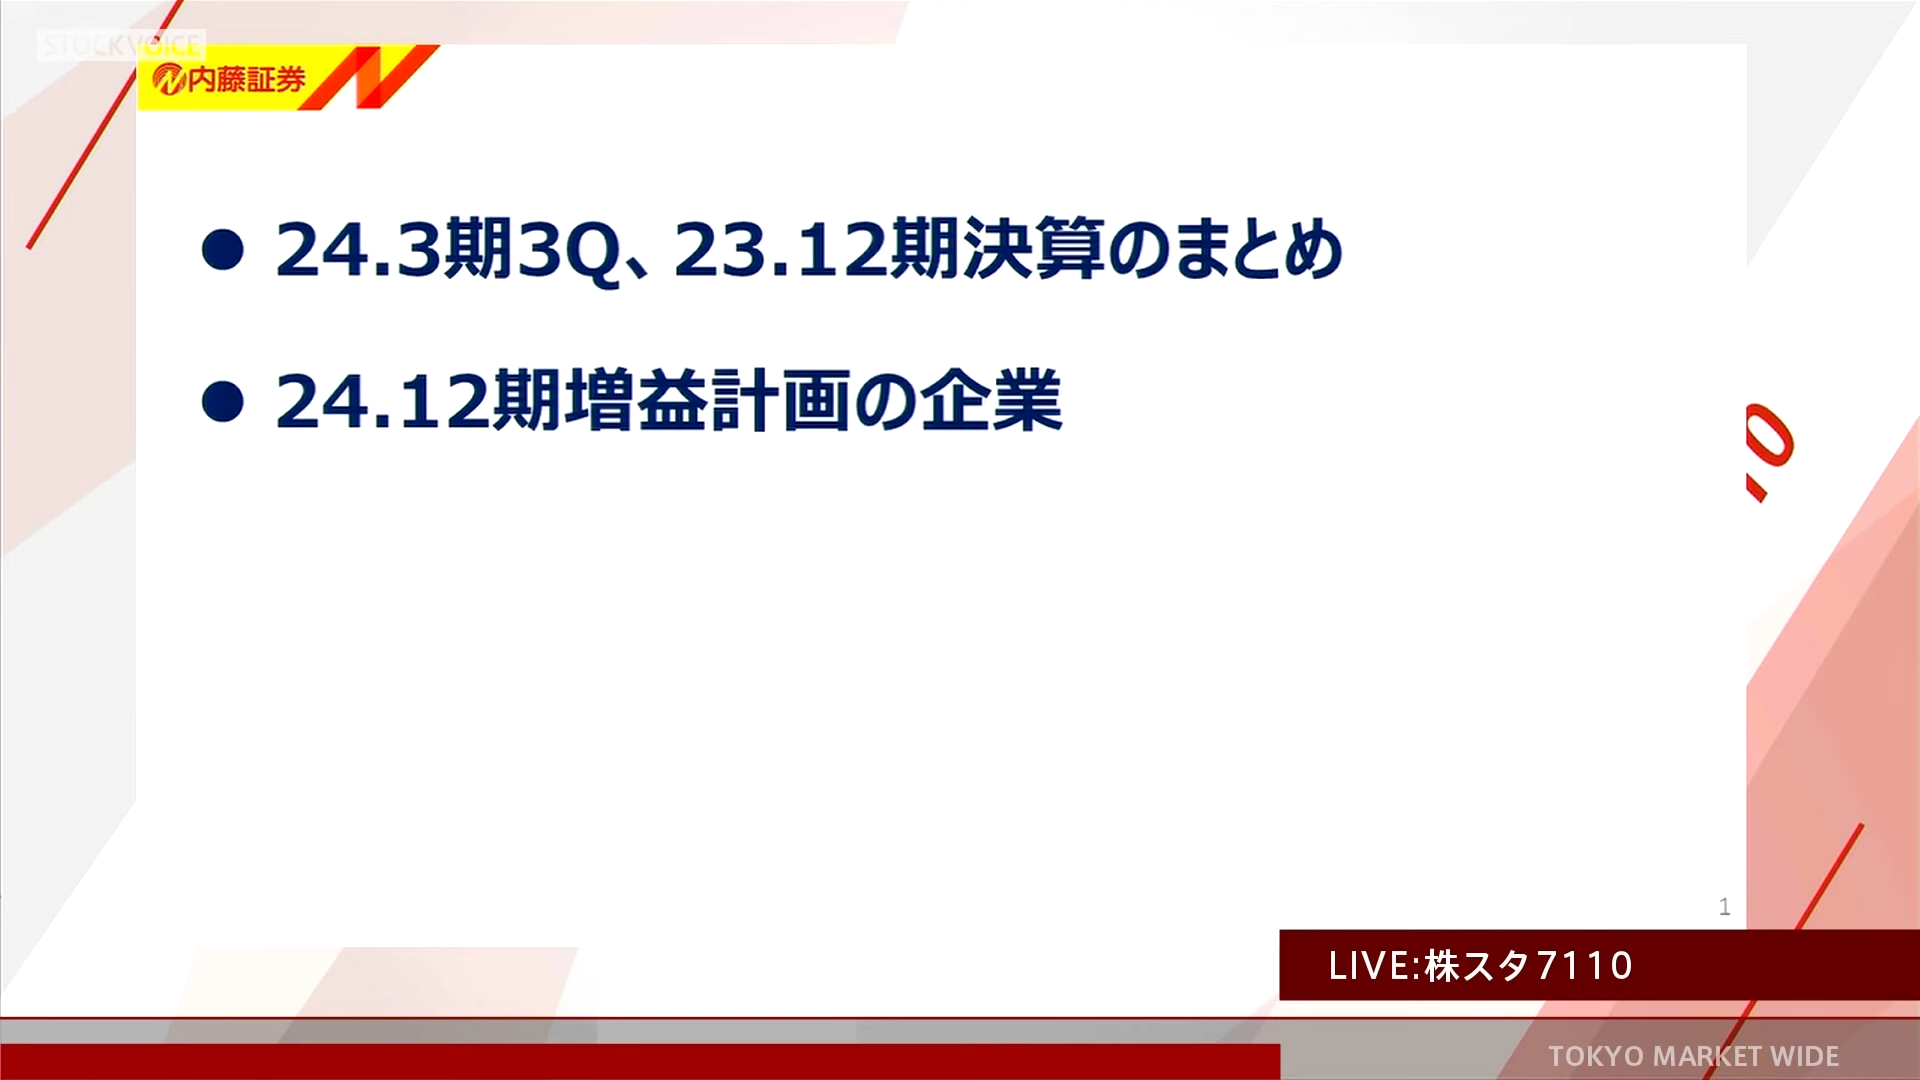 STOCKVOICE
内藤証券
● 24.3期3Q、23.12期決算のまとめ
● 24.12期増益計画の企業
10
1
LIVE:株スタ7110
TOKYO MARKET WIDE